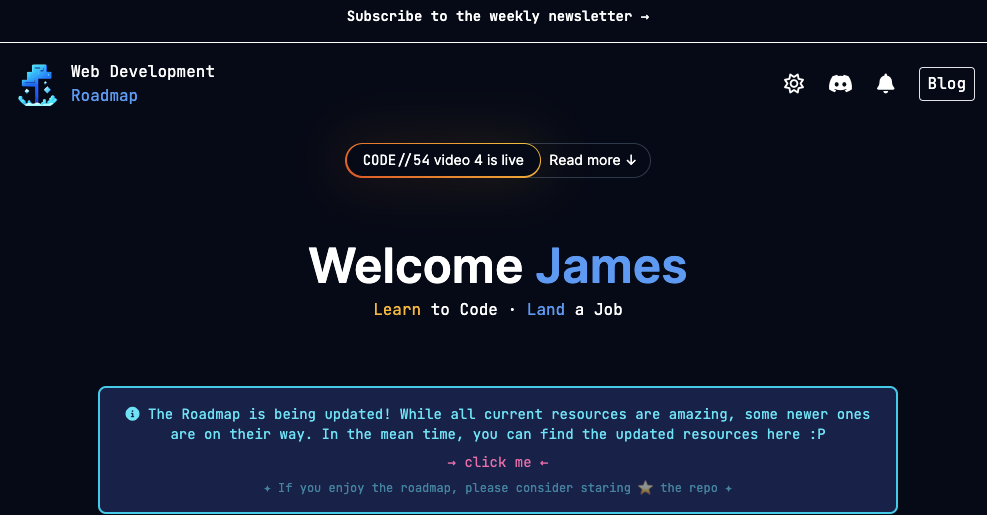 Subscribe to the weekly newsletter →
Web Development
Roadmap
Blog
CODE//54 video 4 is live
Read more ↓
Welcome James
Learn to Code · Land a Job
The Roadmap is being updated! While all current resources are amazing, some newer ones
are on their way. In the mean time, you can find the updated resources here :P
→ click me ←
✦ If you enjoy the roadmap, please consider staring ⭐ the repo ✦